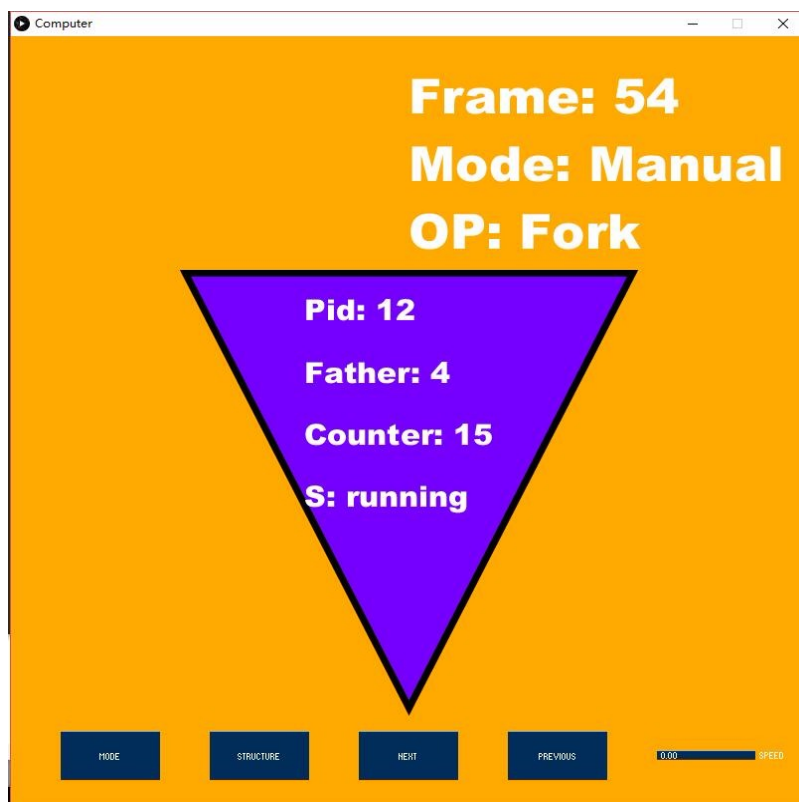 Computer
Frame: 54
Mode: Manual
OP: Fork
Pid: 12
Father: 4
Counter: 15
S: running
MODE
STRUCTURE
NEXT
PREVIOUS
0.00 SPEED